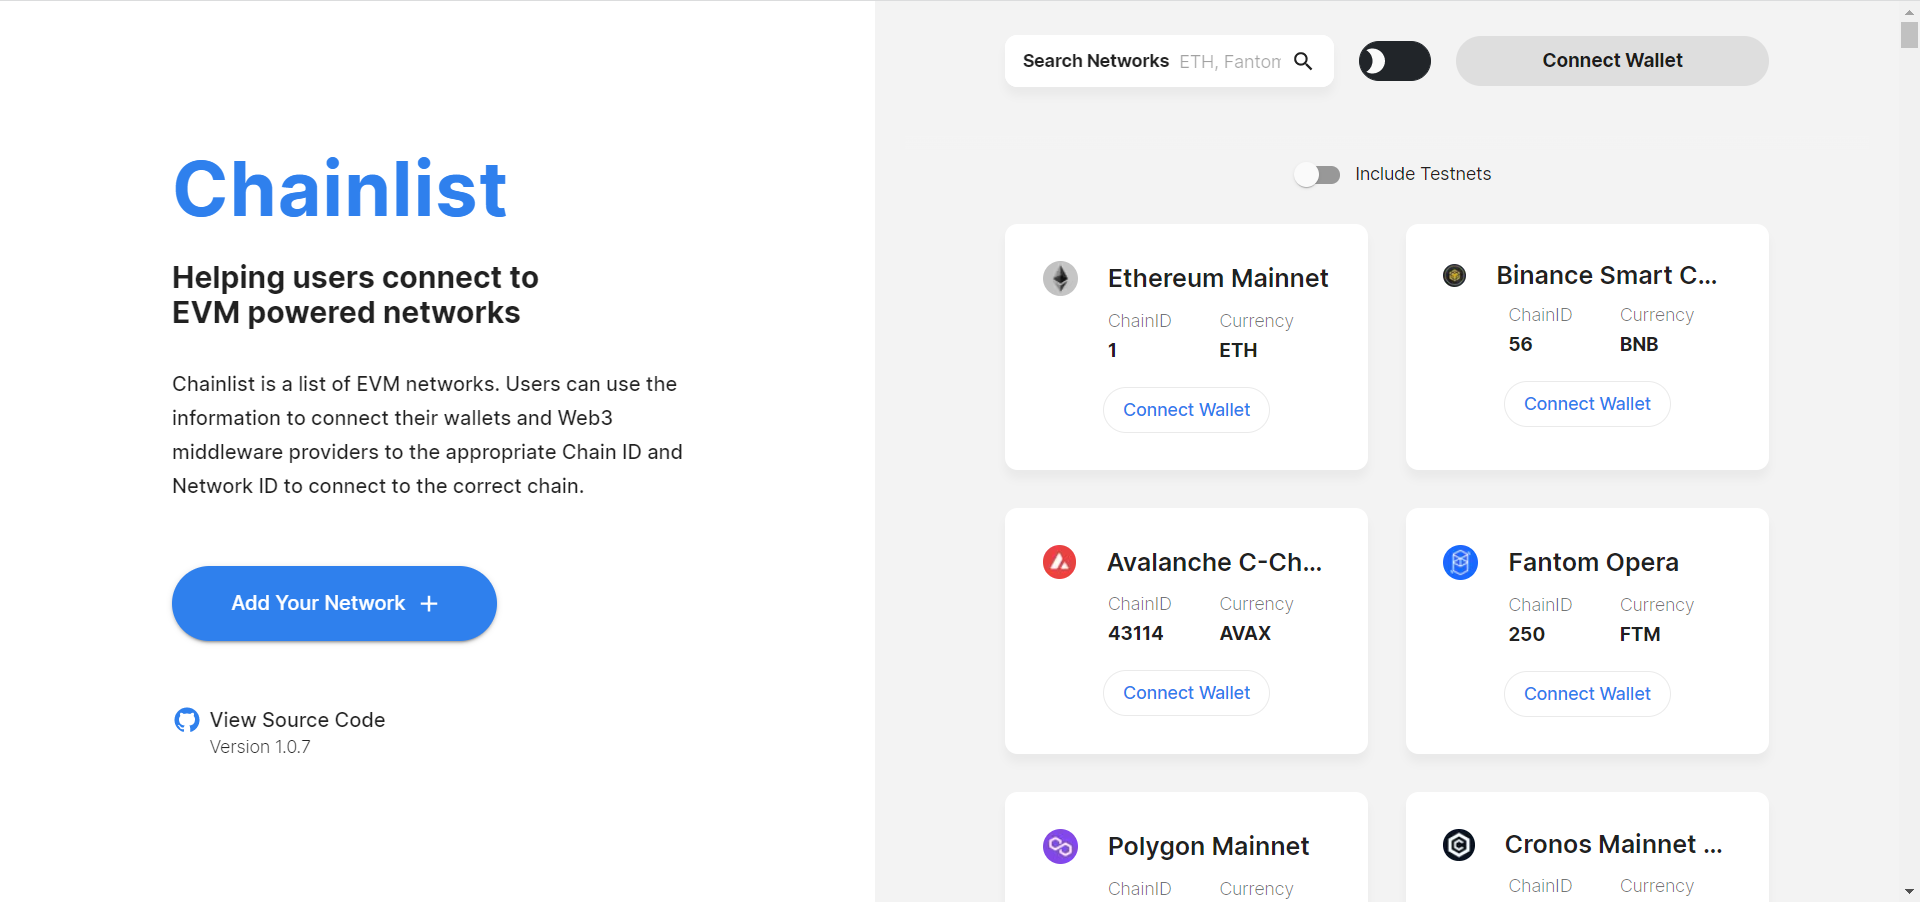 Chainlist
Helping users connect to
EVM powered networks
Chainlist is a list of EVM networks. Users can use the
information to connect their wallets and Web3
middleware providers to the appropriate Chain ID and
Network ID to connect to the correct chain.
Add Your Network +
View Source Code
Version 1.0.7
Search Networks ETH, Fantom
Connect Wallet
Include Testnets
Ethereum Mainnet
ChainID Currency
1 ETH
Connect Wallet
Binance Smart C...
ChainID Currency
56 BNB
Connect Wallet
Avalanche C-Ch...
ChainID Currency
43114 AVAX
Connect Wallet
Fantom Opera
ChainID Currency
250 FTM
Connect Wallet
Polygon Mainnet
ChainID Currency
Cronos Mainnet ...
ChainID Currency